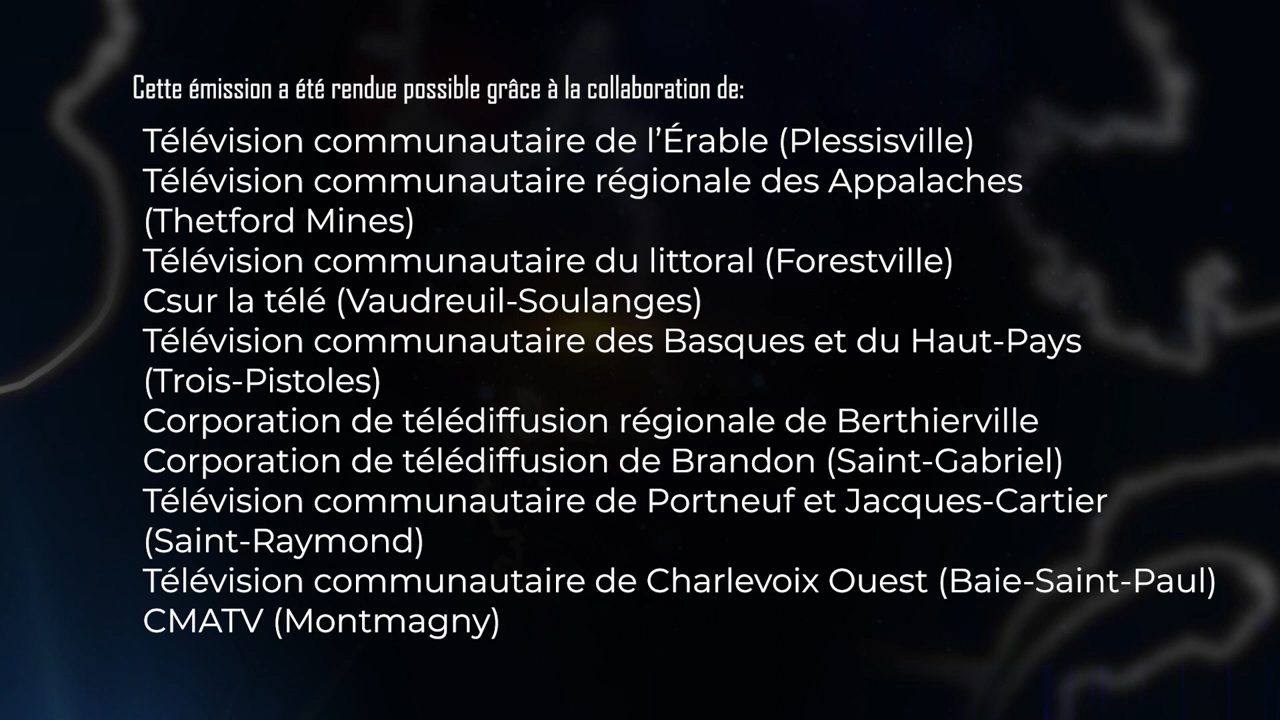 Cette émission a été rendue possible grâce à la collaboration de:
Télévision communautaire de l’Érable (Plessisville)
Télévision communautaire régionale des Appalaches
(Thetford Mines)
Télévision communautaire du littoral (Forestville)
Csur la télé (Vaudreuil-Soulanges)
Télévision communautaire des Basques et du Haut-Pays
(Trois-Pistoles)
Corporation de télédiffusion régionale de Berthierville
Corporation de télédiffusion de Brandon (Saint-Gabriel)
Télévision communautaire de Portneuf et Jacques-Cartier
(Saint-Raymond)
Télévision communautaire de Charlevoix Ouest (Baie-Saint-Paul)
CMATV (Montmagny)